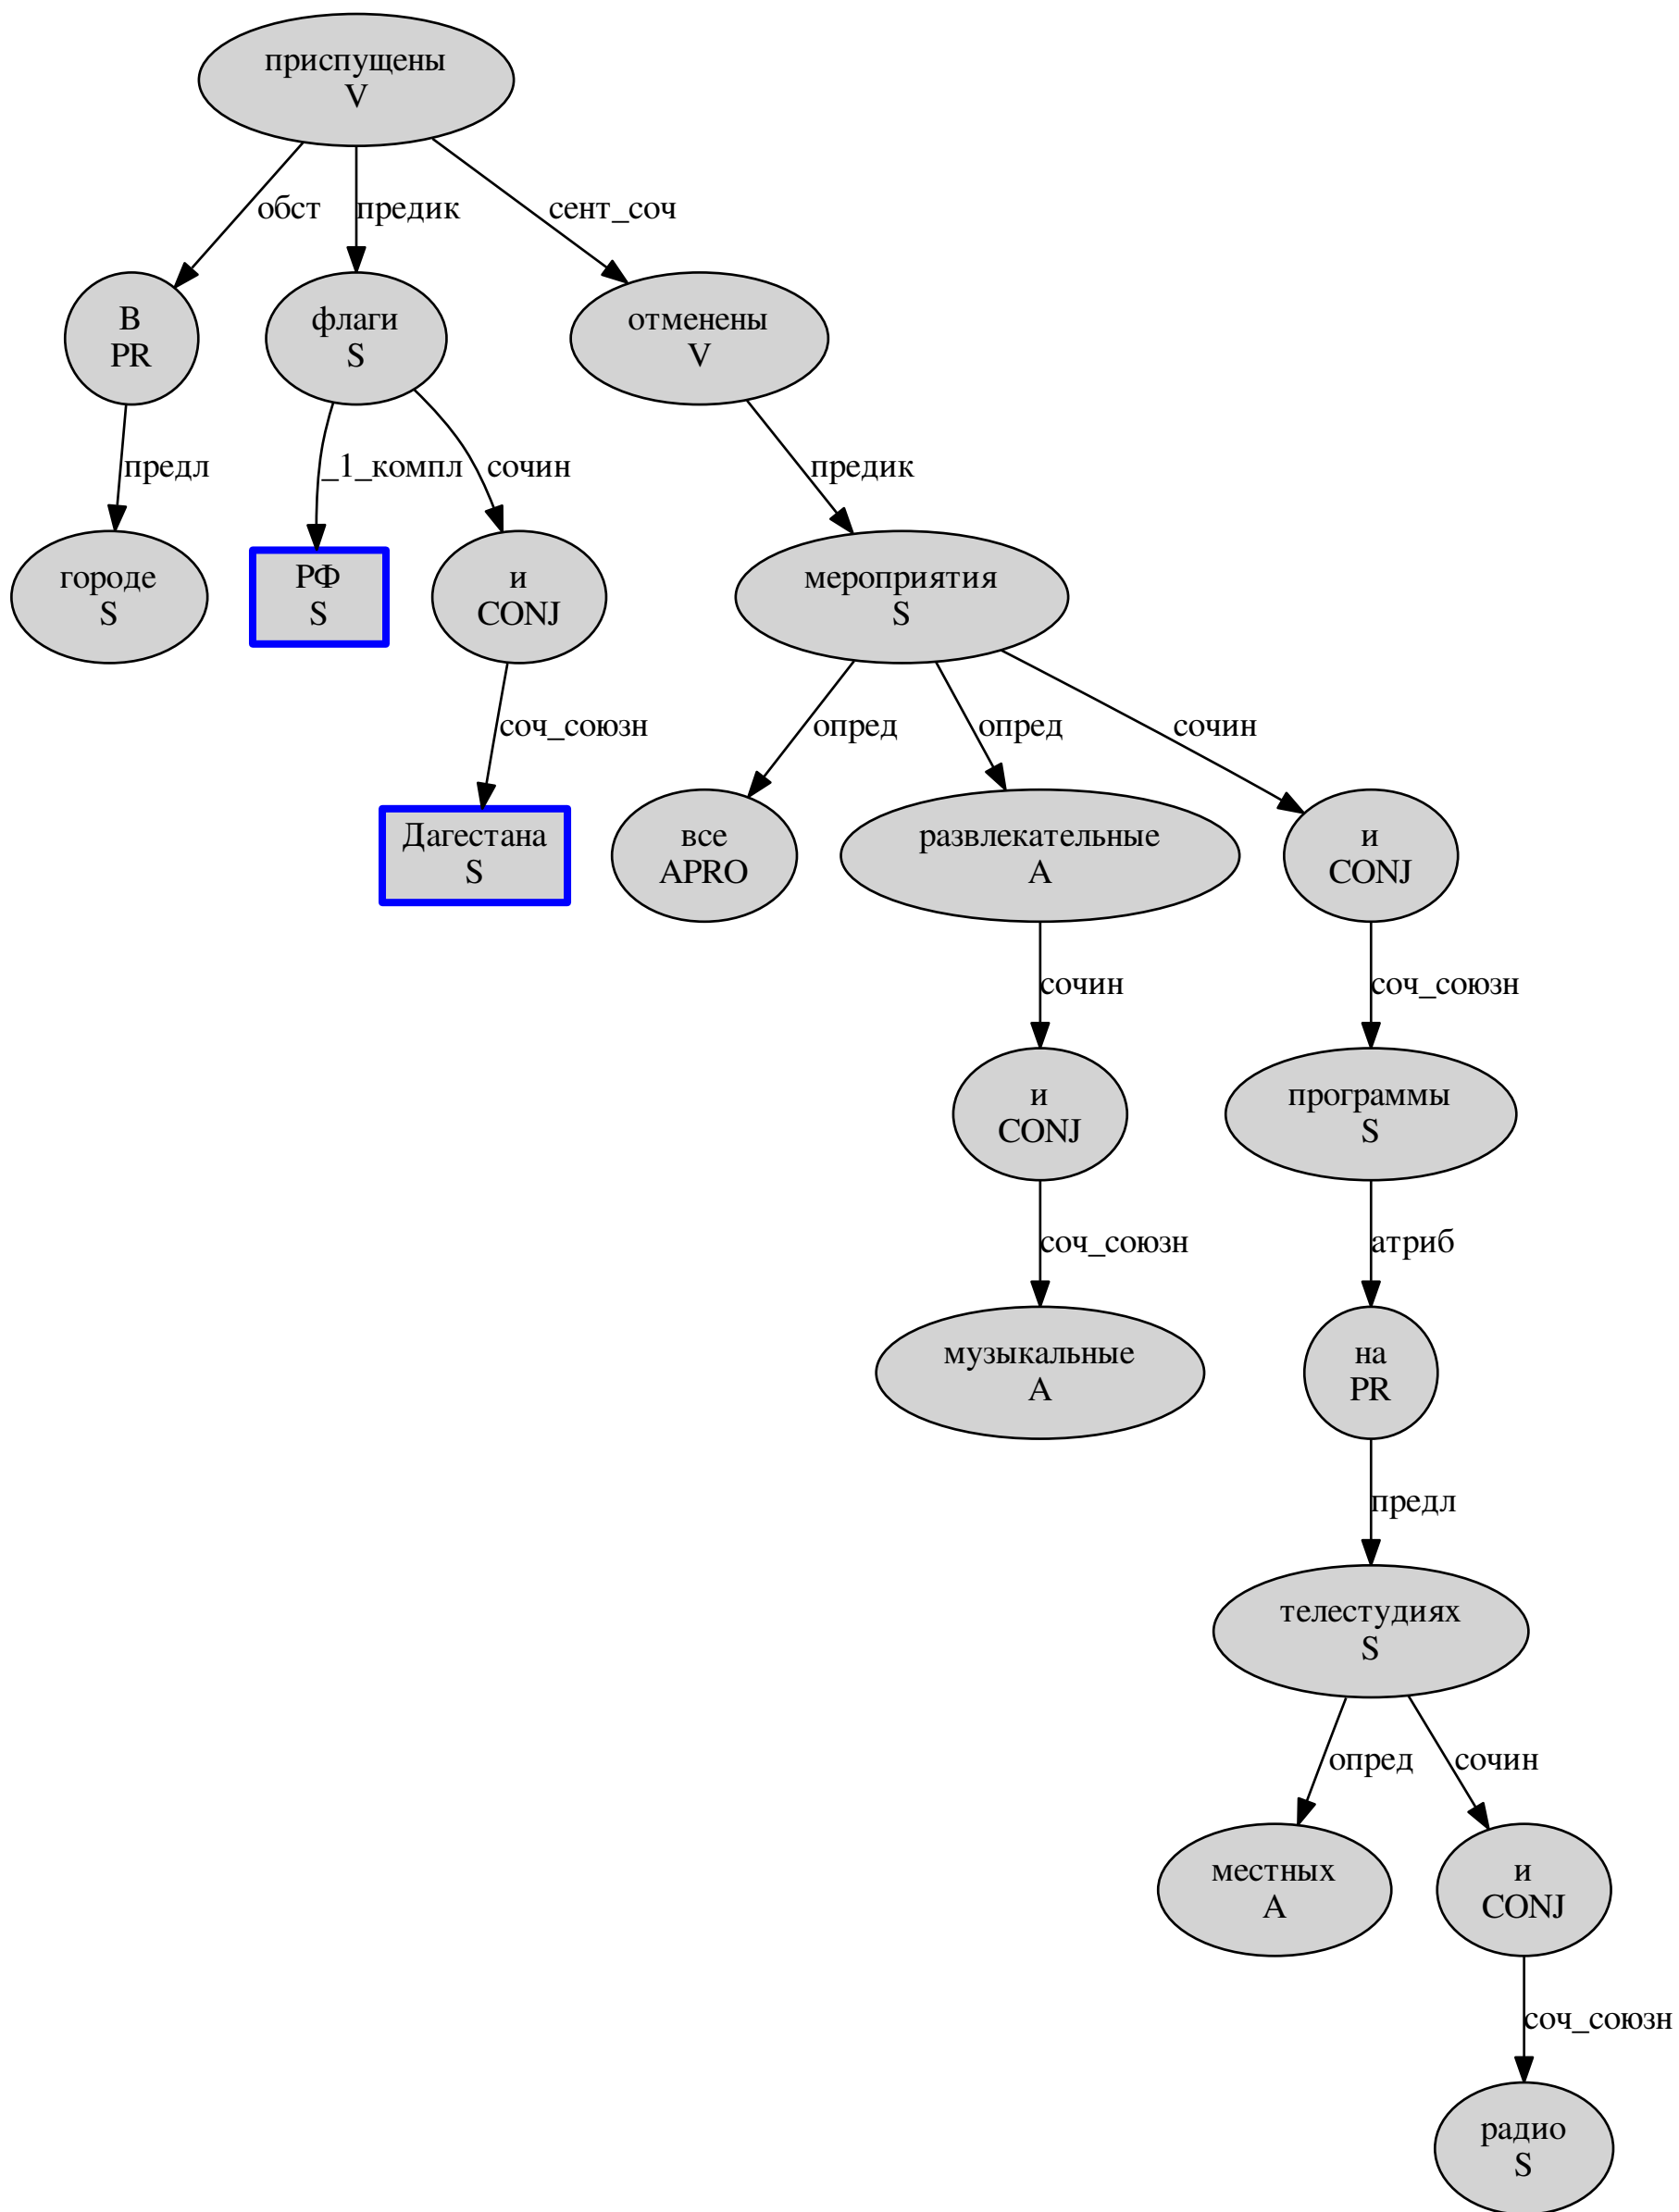 приспущены
V
обст
предик
сент_соч
В
PR
флаги
S
отменены
V
предл
_1_компл
сочин
предик
городе
S
РФ
S
и
CONJ
мероприятия
S
соч_союзн
опред
опред
сочин
Дагестана
S
все
APRO
развлекательные
A
и
CONJ
сочин
соч_союзн
и
CONJ
программы
S
соч_союзн
атриб
музыкальные
A
на
PR
предл
телестудиях
S
опред
сочин
местных
A
и
CONJ
соч_союзн
радио
S